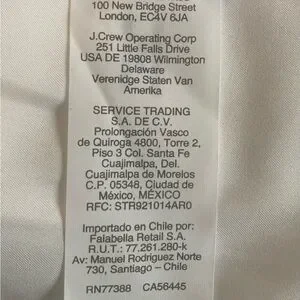 100 New Bridge Street
London, EC4V 6JA
J.Crew Operating Corp
251 Little Falls Drive
USA DE 19808 Wilmington
Delaware
Verenidge Staten Van
Amerika
SERVICE TRADING
S.A. DE C.V.
Prolongación Vasco
de Quiroga 4800, Torre 2,
Piso 3 Col. Santa Fe
Cuajimalpa, Del.
Cuajimalpa de Morelos
C.P. 05348, Ciudad de
México, MÉXICO
RFC: STR921014AR0
Importado en Chile por:
Falabella Retail S.A.
R.U.T.: 77.261.280-k
Av: Manuel Rodriguez Norte
730, Santiago – Chile
RN77388 CA56445